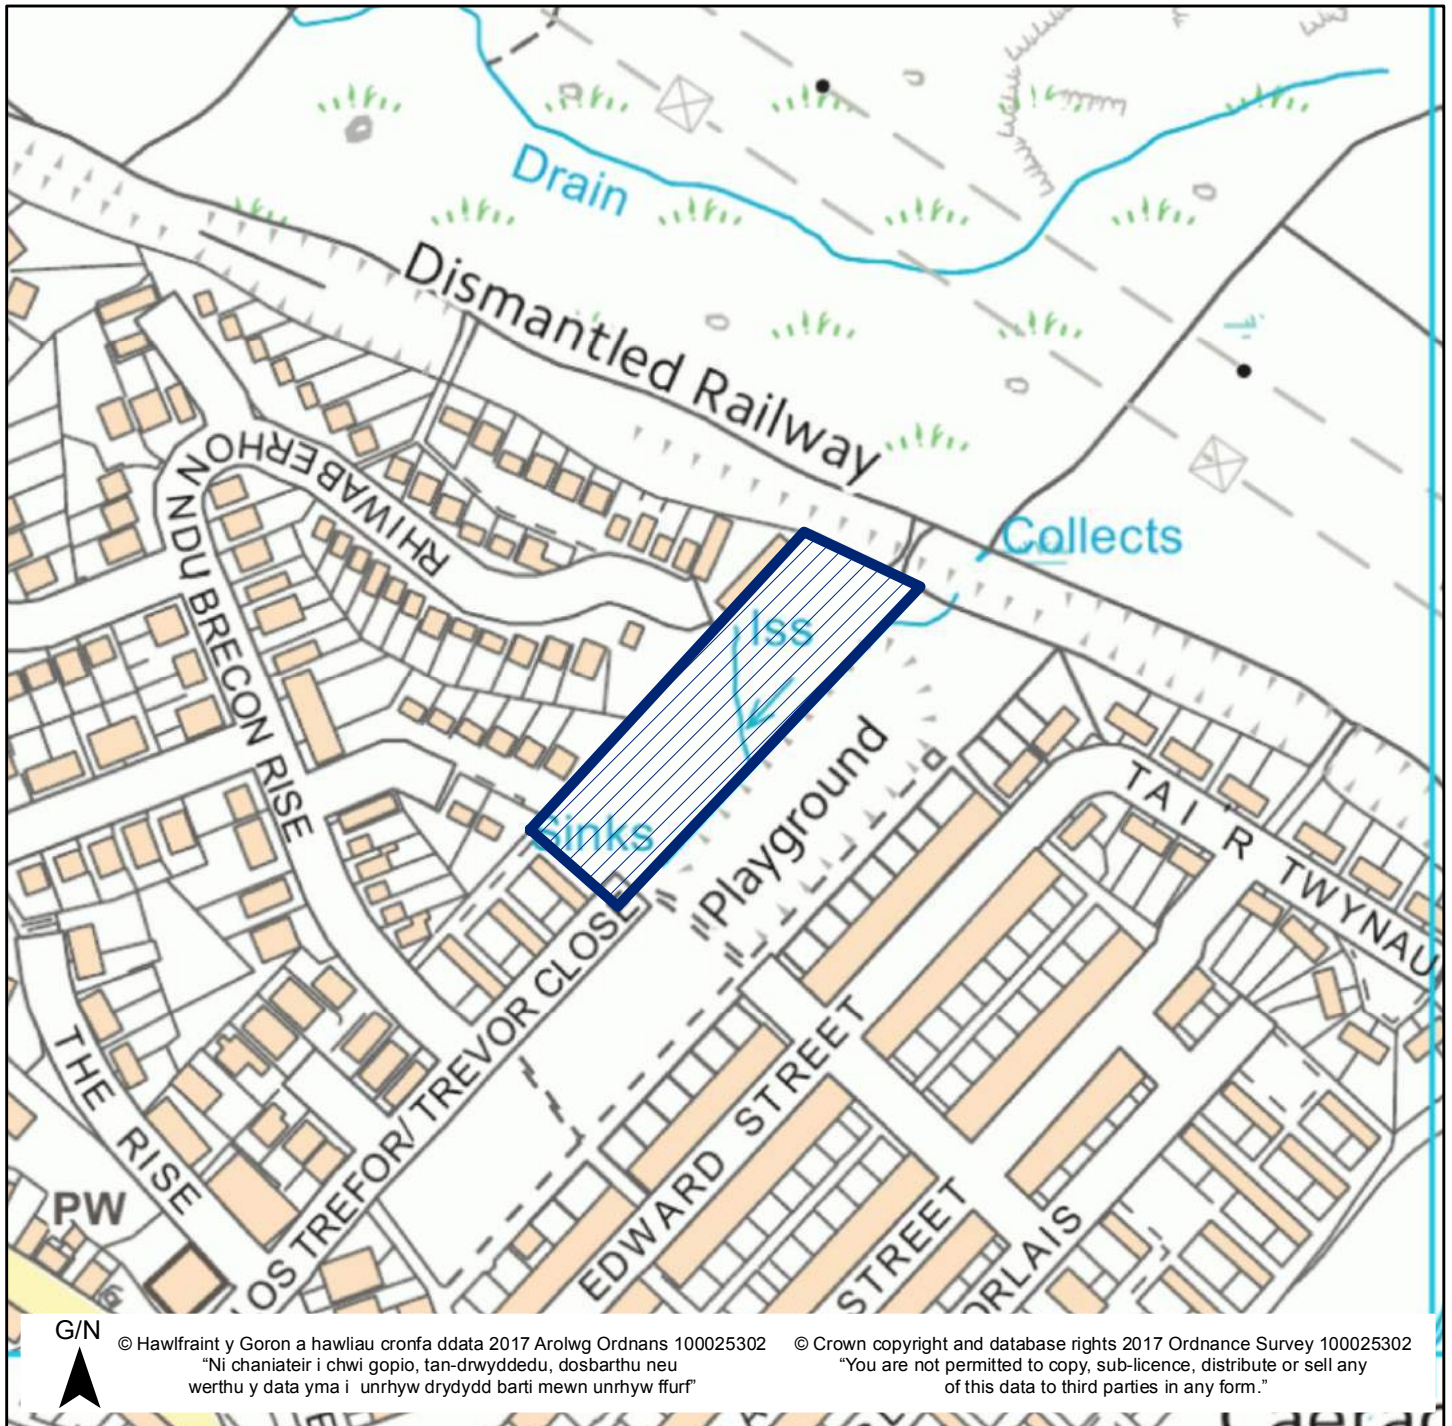 Drain
Dismantled Railway
Collects
RHIWABERHONDU
BRECON RISE
Iss
Sinks
Playground
TAI 'R TWYNAU
CLOS TREFOR/ TREVOR CLOSE
THE RISE
EDWARD STREET
STREET
ORLAIS
PW
G/N
© Hawlfraint y Goron a hawliau cronfa ddata 2017 Arolwg Ordnans 100025302
“Ni chaniateir i chwi gopio, tan-drwyddedu, dosbarthu neu
werthu y data yma i unrhyw drydydd barti mewn unrhyw ffurf”
© Crown copyright and database rights 2017 Ordnance Survey 100025302
“You are not permitted to copy, sub-licence, distribute or sell any
of this data to third parties in any form.”